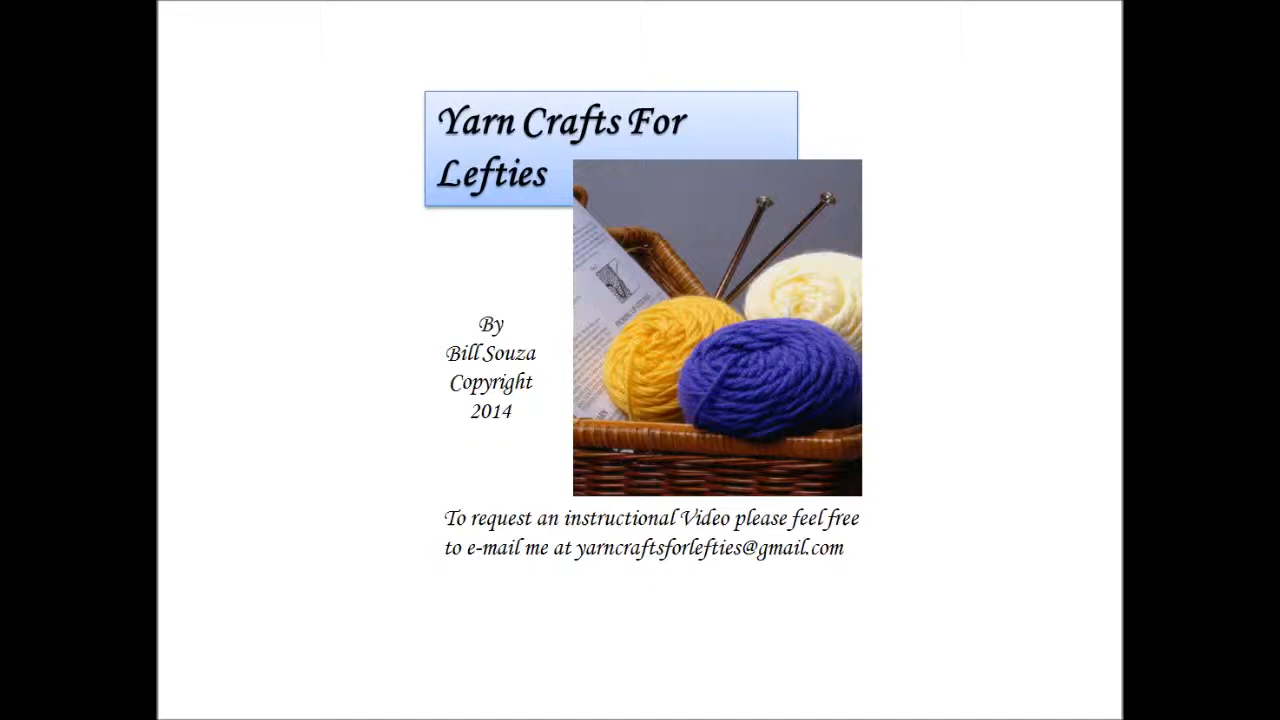 Yarn Crafts For
Lefties
By
Bill Souza
Copyright
2014
To request an instructional Video please feel free
to e-mail me at yarncraftsforlefties@gmail.com